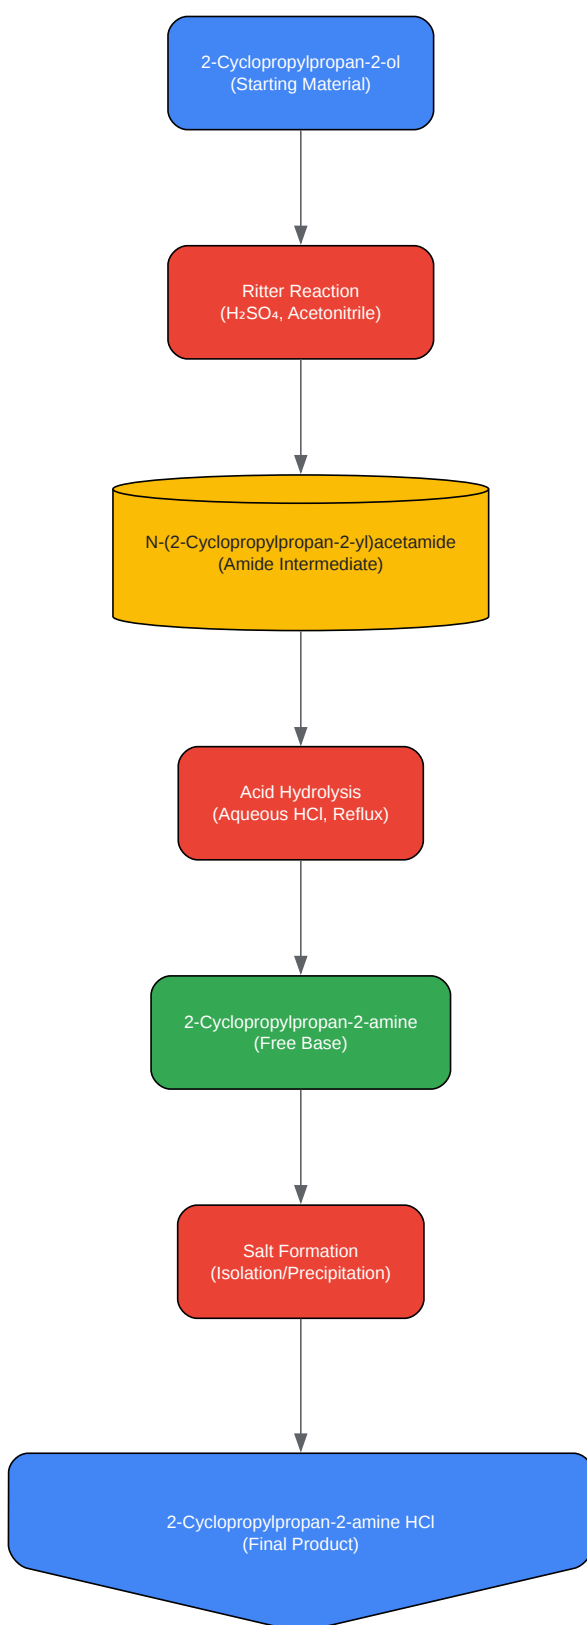 2-Cyclopropylpropan-2-ol
(Starting Material)
Ritter Reaction
(H₂SO₄, Acetonitrile)
N-(2-Cyclopropylpropan-2-yl)acetamide
(Amide Intermediate)
Acid Hydrolysis
(Aqueous HCl, Reflux)
2-Cyclopropylpropan-2-amine
(Free Base)
Salt Formation
(Isolation/Precipitation)
2-Cyclopropylpropan-2-amine HCl
(Final Product)